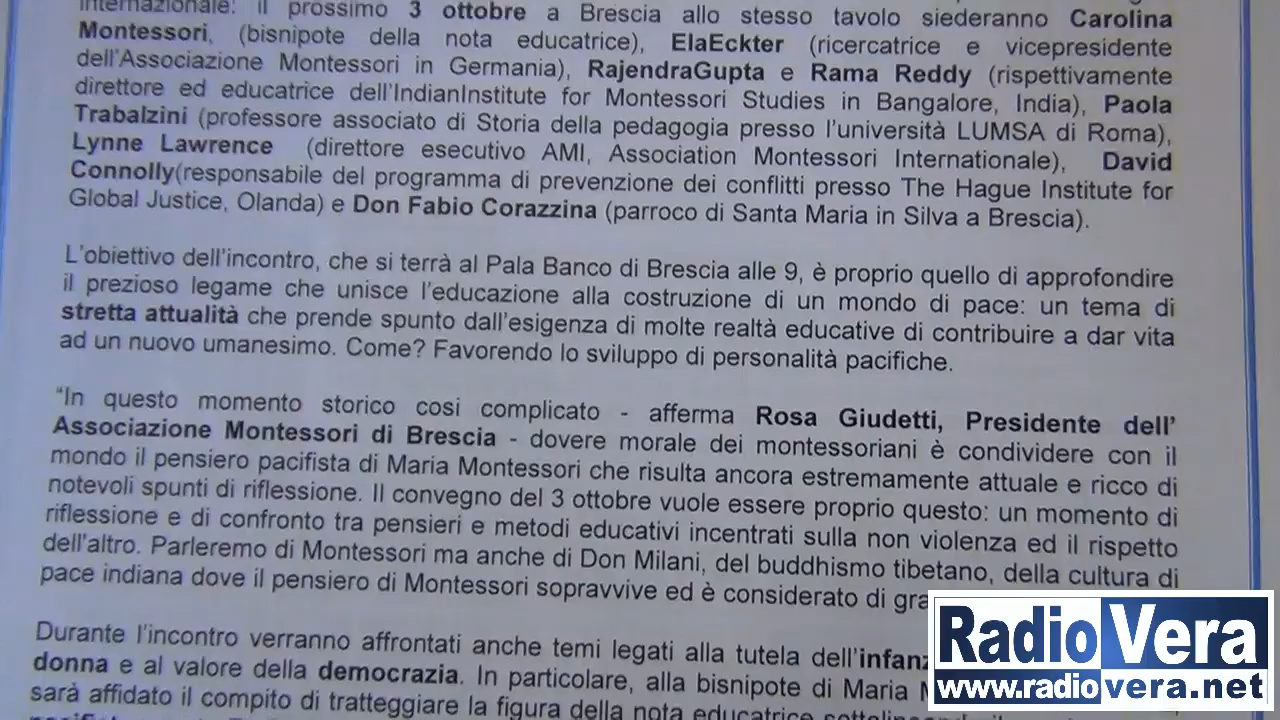 internazionale: il prossimo 3 ottobre a Brescia allo stesso tavolo siederanno Carolina
Montessori, (bisnipote della nota educatrice), ElaEckter (ricercatrice e vicepresidente
dell'Associazione Montessori in Germania), RajendraGupta e Rama Reddy (rispettivamente
direttore ed educatrice dell'IndianInstitute for Montessori Studies in Bangalore, India), Paola
Trabalzini (professore associato di Storia della pedagogia presso l'università LUMSA di Roma),
Lynne Lawrence (direttore esecutivo AMI, Association Montessori Internationale), David
Connolly(responsabile del programma di prevenzione dei conflitti presso The Hague Institute for
Global Justice, Olanda) e Don Fabio Corazzina (parroco di Santa Maria in Silva a Brescia).
L'obiettivo dell'incontro, che si terrà al Pala Banco di Brescia alle 9, è proprio quello di approfondire
il prezioso legame che unisce l'educazione alla costruzione di un mondo di pace: un tema di
stretta attualità che prende spunto dall'esigenza di molte realtà educative di contribuire a dar vita
ad un nuovo umanesimo. Come? Favorendo lo sviluppo di personalità pacifiche.
"In questo momento storico così complicato - afferma Rosa Giudetti, Presidente dell'
Associazione Montessori di Brescia - dovere morale dei montessoriani è condividere con il
mondo il pensiero pacifista di Maria Montessori che risulta ancora estremamente attuale e ricco di
notevoli spunti di riflessione. Il convegno del 3 ottobre vuole essere proprio questo: un momento di
riflessione e di confronto tra pensieri e metodi educativi incentrati sulla non violenza ed il rispetto
dell'altro. Parleremo di Montessori ma anche di Don Milani, del buddhismo tibetano, della cultura di
pace indiana dove il pensiero di Montessori sopravvive ed è considerato di gra
Durante l'incontro verranno affrontati anche temi legati alla tutela dell'infanz
donna e al valore della democrazia. In particolare, alla bisnipote di Maria M
sarà affidato il compito di tratteggiare la figura della nota educatrice
RadioVera
www.radiovera.net